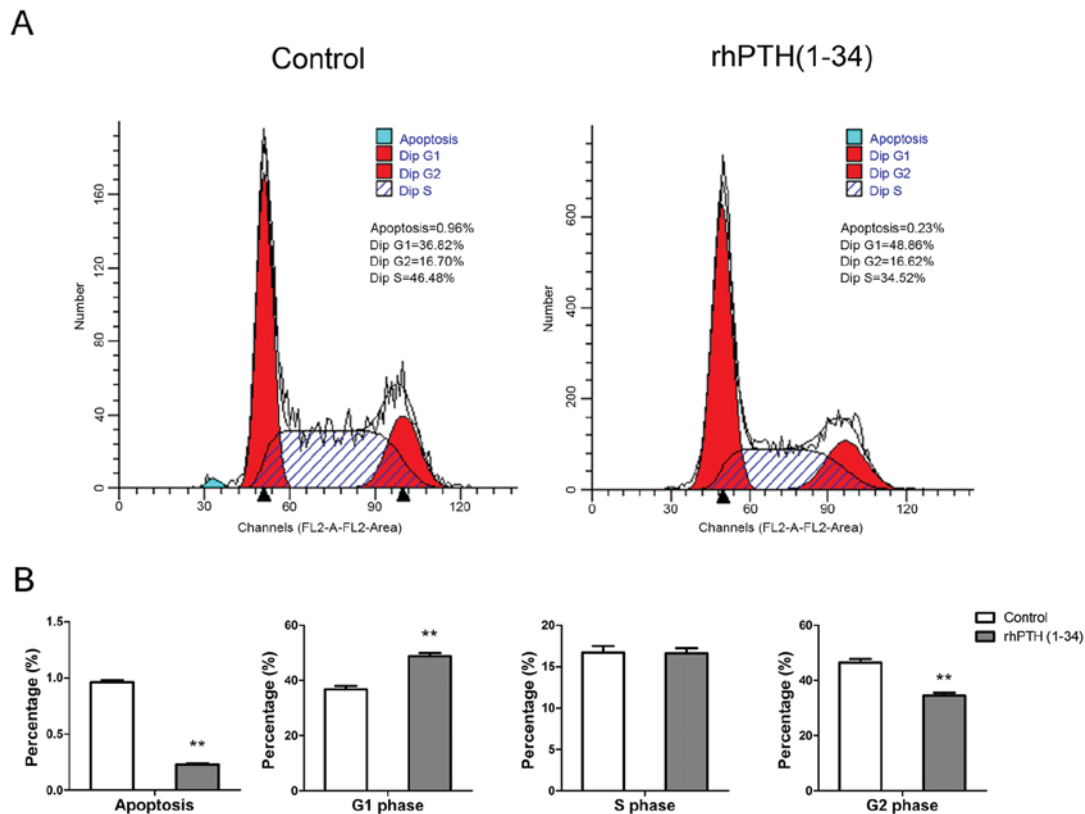 A
Control
rhPTH(1-34)
Number
160
120
80
40
0
Apoptosis
Dip G1
Dip G2
Dip S
Apoptosis=0.96%
Dip G1=36.82%
Dip G2=16.70%
Dip S=46.48%
0 30 60 90 120
Channels (FL2-A-FL2-Area)
Number
600
400
200
0
Apoptosis
Dip G1
Dip G2
Dip S
Apoptosis=0.23%
Dip G1=48.86%
Dip G2=16.62%
Dip S=34.52%
0 30 60 90 120
Channels (FL2-A-FL2-Area)
B
Percentage (%)
1.5
1.0
0.5
0.0
**
Apoptosis
Percentage (%)
60
40
20
0
**
G1 phase
Percentage (%)
20
15
10
5
0
S phase
Percentage (%)
60
40
20
0
**
G2 phase
Control
rhPTH (1-34)